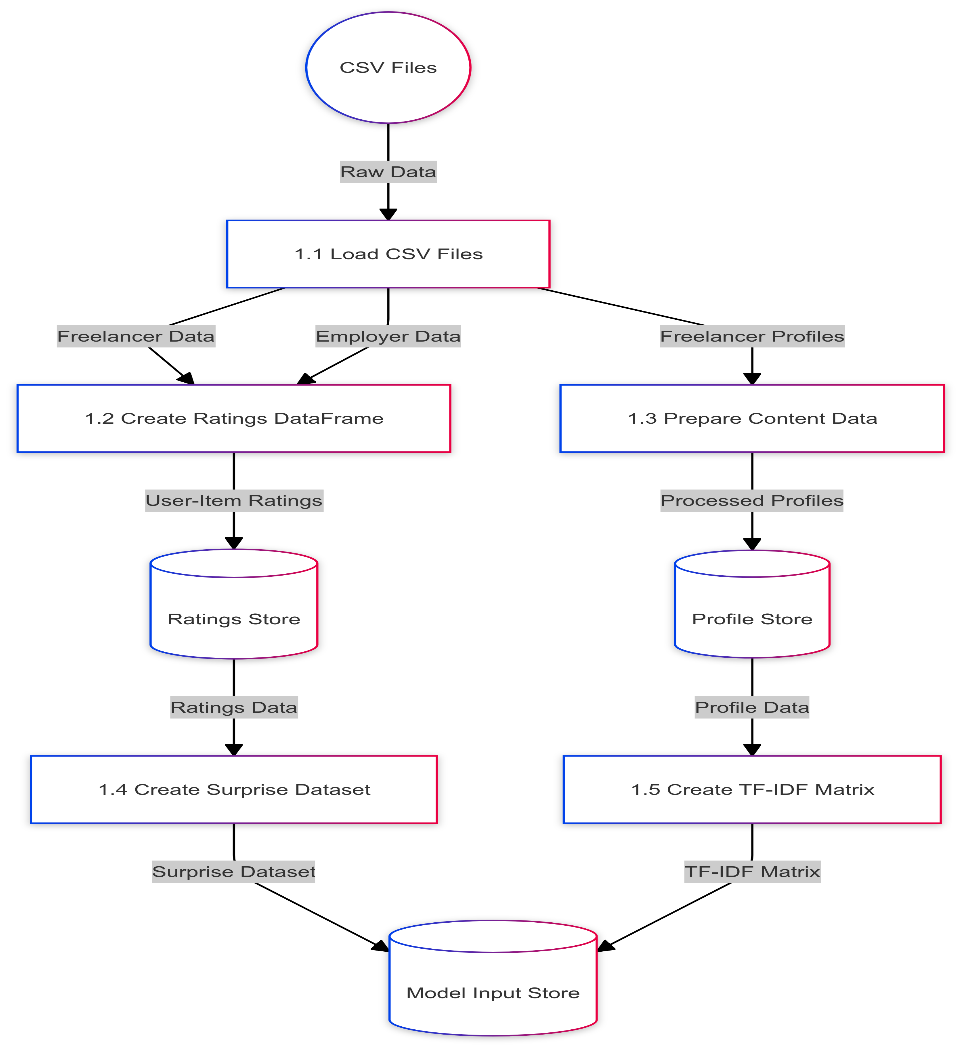 CSV Files
Raw Data
1.1 Load CSV Files
Freelancer Data
Employer Data
Freelancer Profiles
1.2 Create Ratings DataFrame
1.3 Prepare Content Data
User-Item Ratings
Processed Profiles
Ratings Store
Profile Store
Ratings Data
Profile Data
1.4 Create Surprise Dataset
1.5 Create TF-IDF Matrix
Surprise Dataset
TF-IDF Matrix
Model Input Store